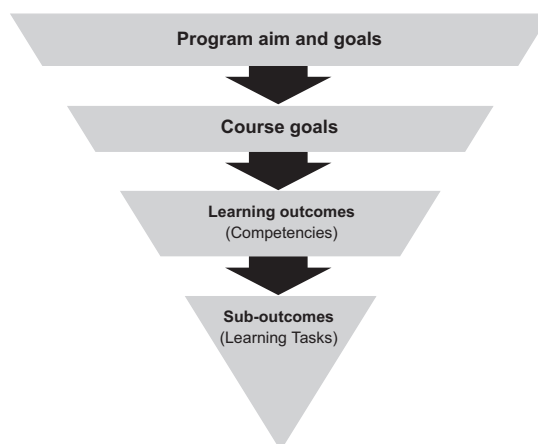 Program aim and goals
Course goals
Learning outcomes
(Competencies)
Sub-outcomes
(Learning Tasks)